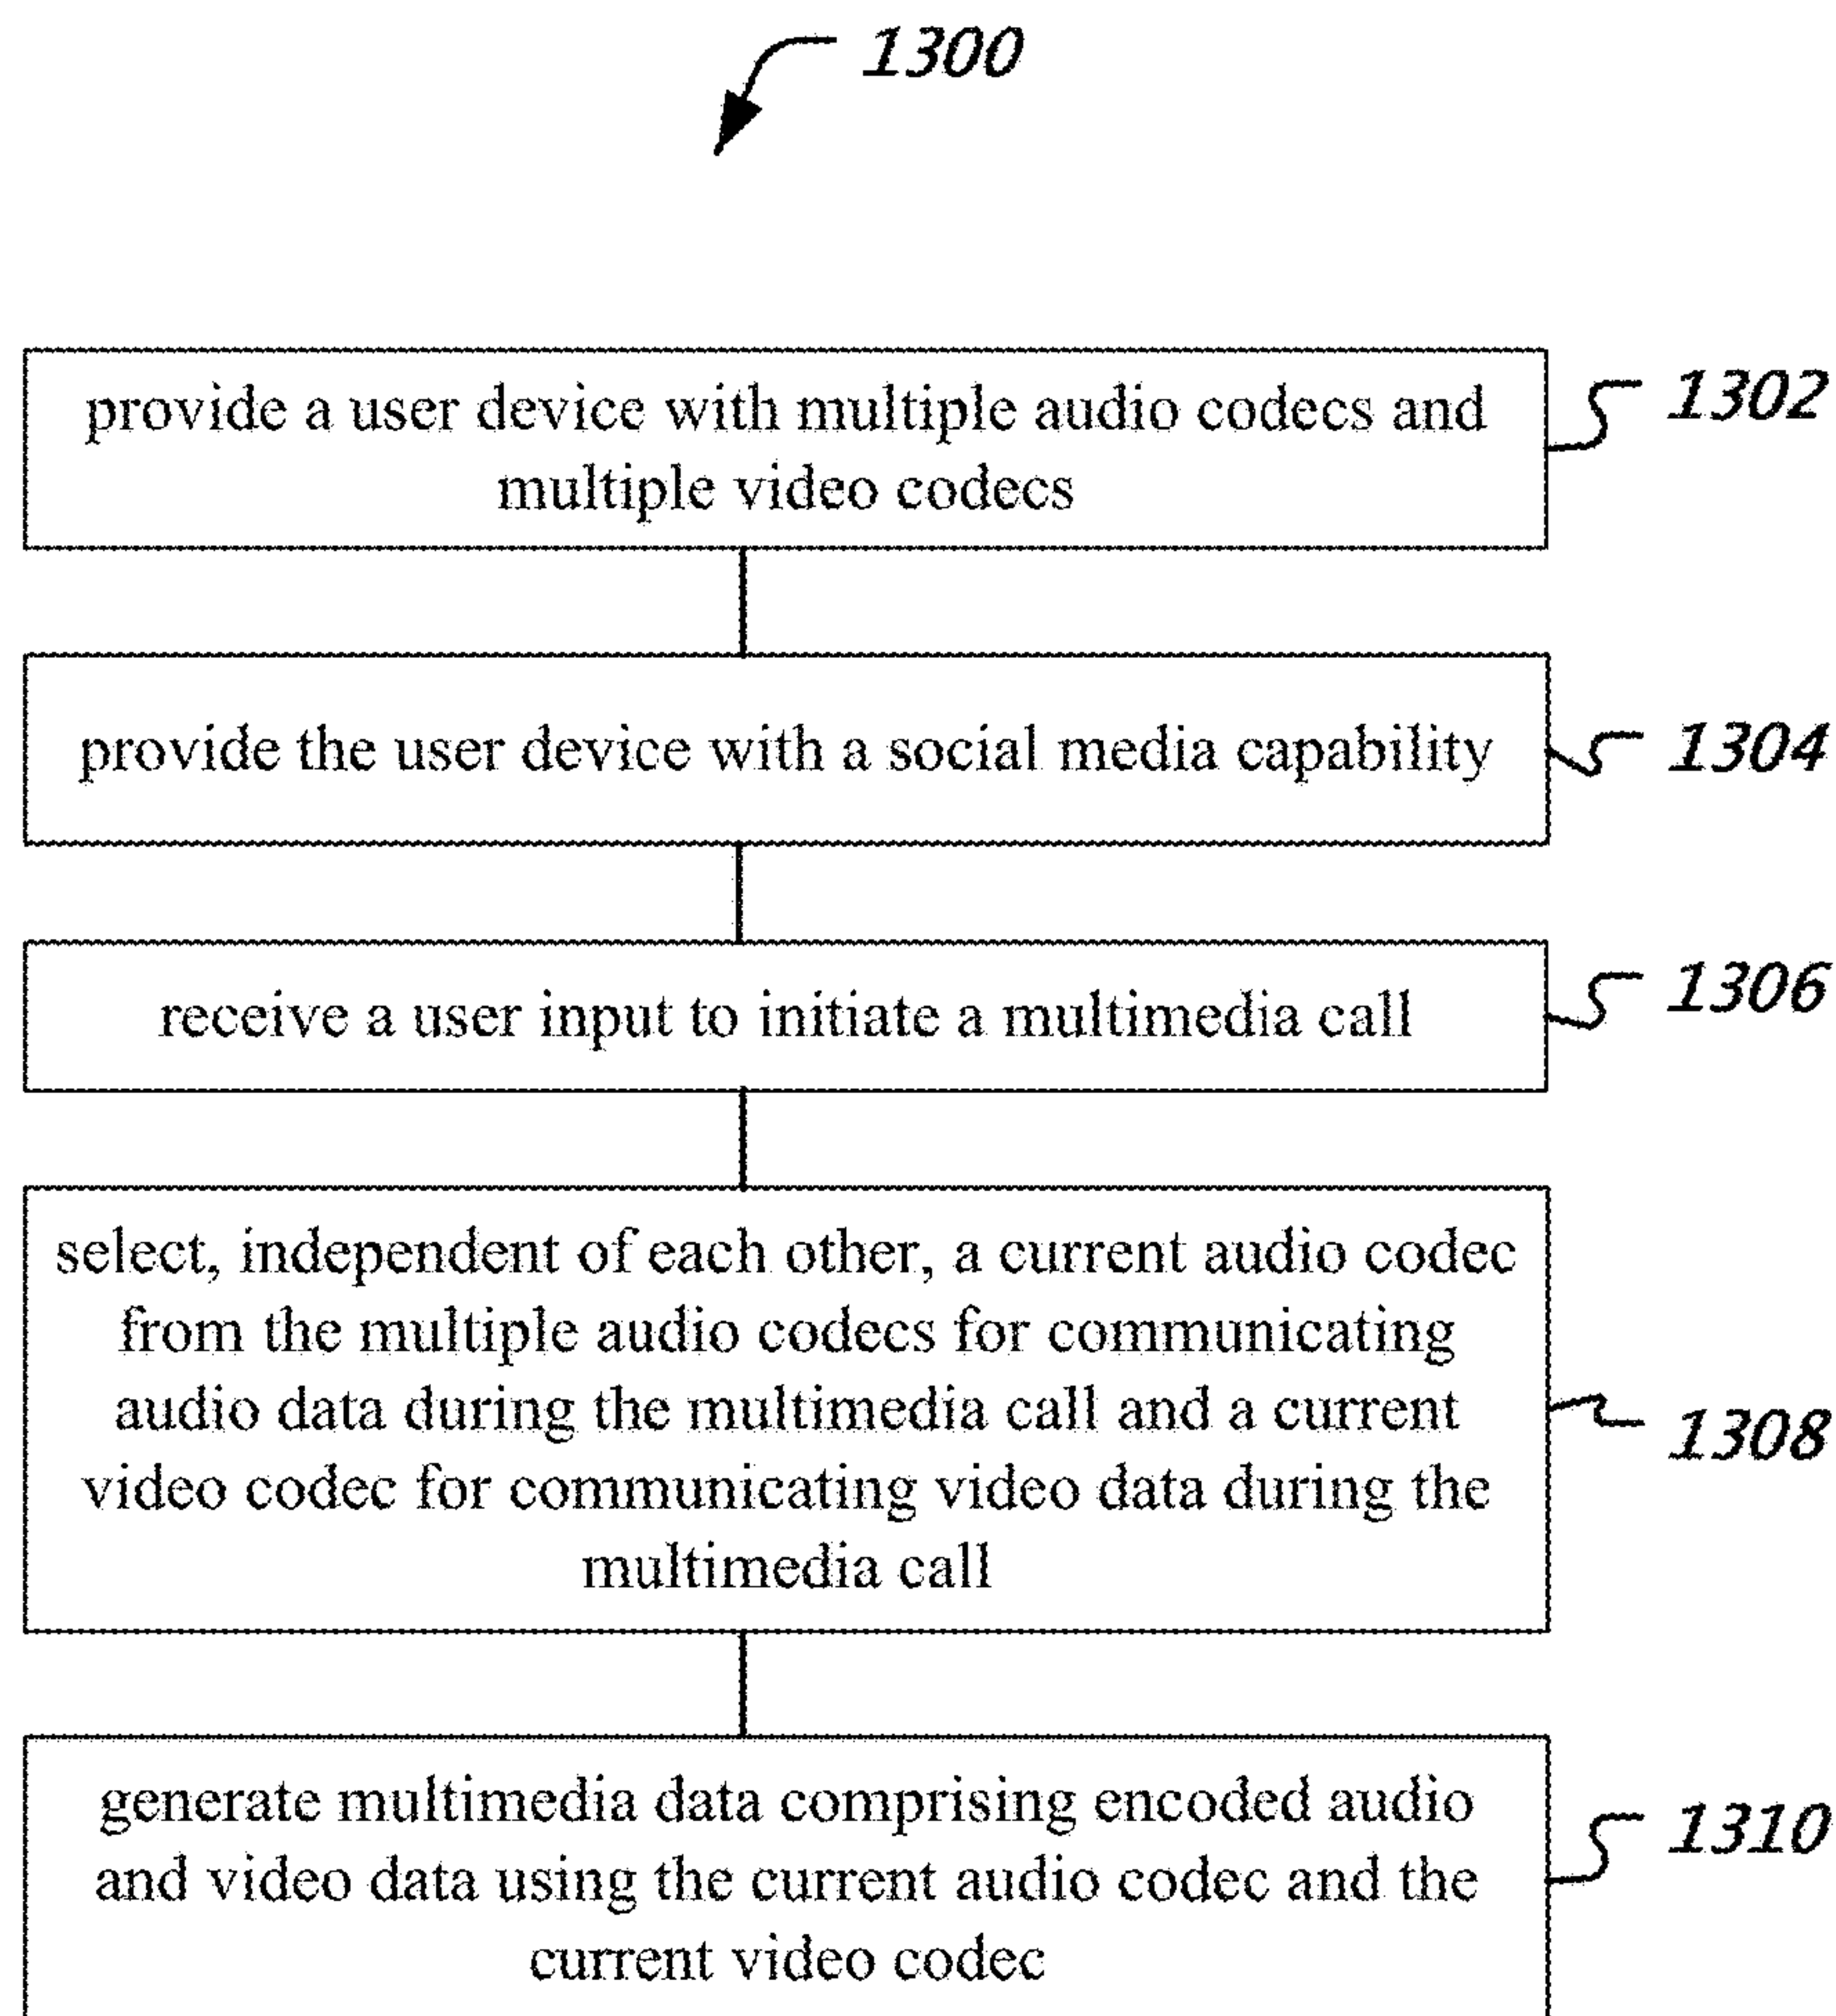 1300
provide a user device with multiple audio codecs and
multiple video codecs
1302
provide the user device with a social media capability
1304
receive a user input to initiate a multimedia call
1306
select, independent of each other, a current audio codec
from the multiple audio codecs for communicating
audio data during the multimedia call and a current
video codec for communicating video data during the
multimedia call
1308
generate multimedia data comprising encoded audio
and video data using the current audio codec and the
current video codec
1310